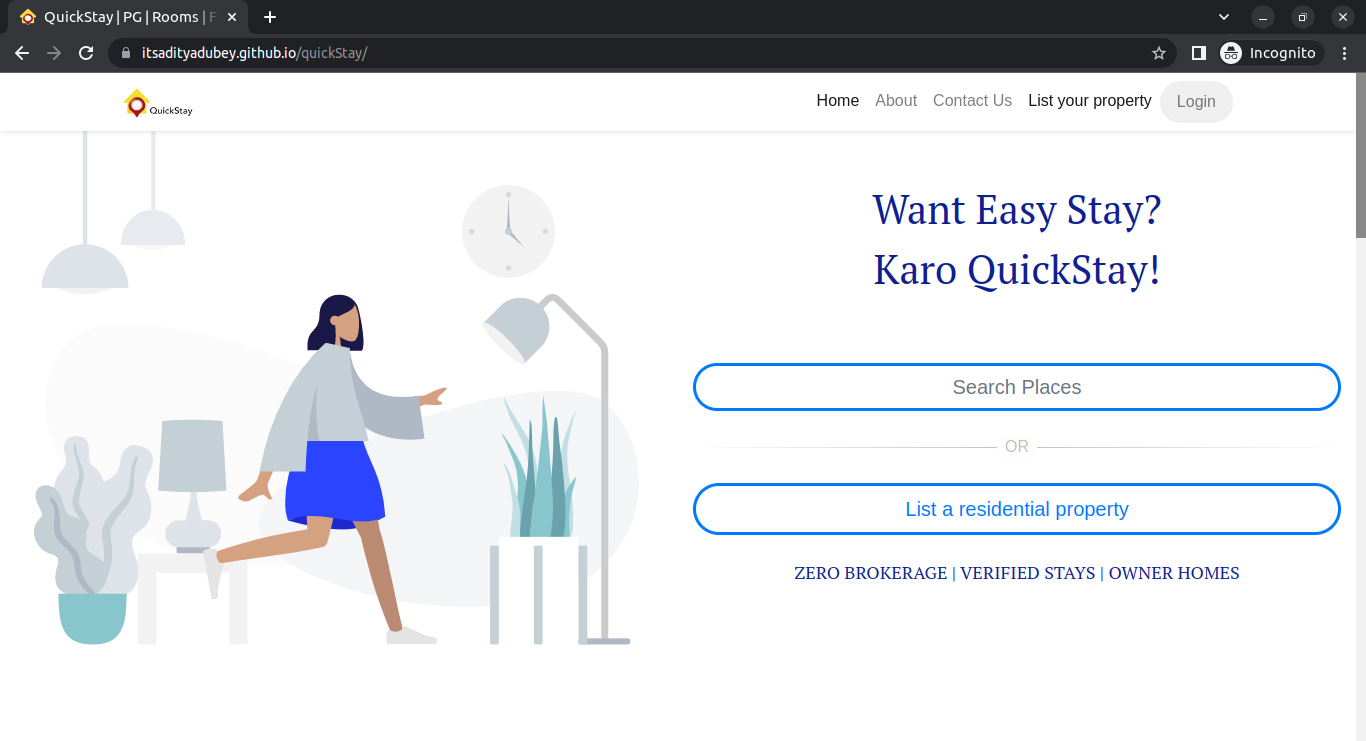 QuickStay | PG | Rooms |
itsadityadubey.github.io/quickStay/
Incognito
QuickStay
Home About Contact Us List your property Login
Want Easy Stay?
Karo QuickStay!
Search Places
OR
List a residential property
ZERO BROKERAGE | VERIFIED STAYS | OWNER HOMES